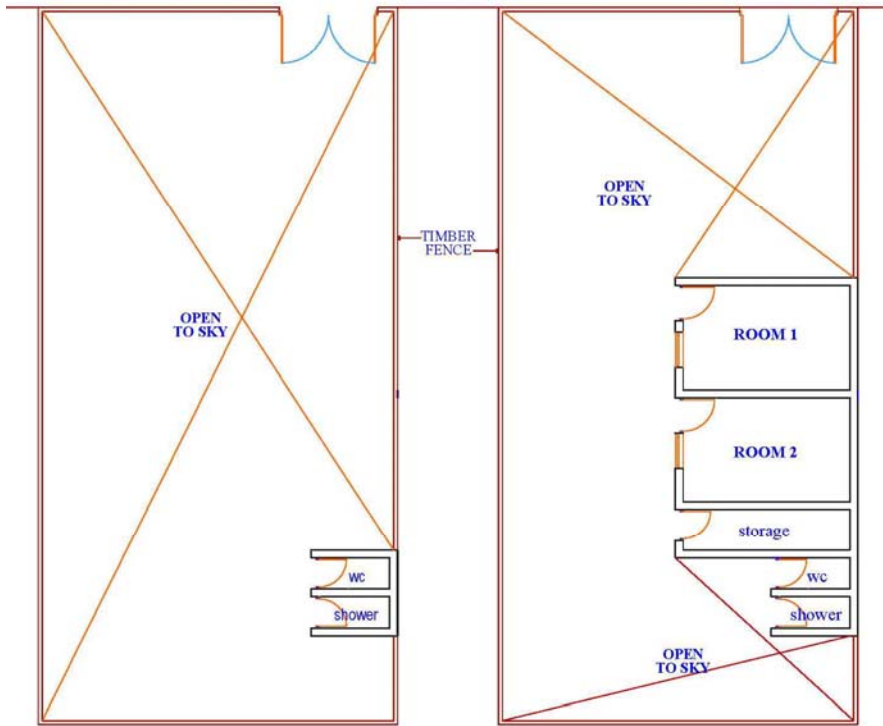 OPEN
TO SKY
wc
shower
TIMBER
FENCE
OPEN
TO SKY
ROOM 1
ROOM 2
storage
wc
shower
OPEN
TO SKY